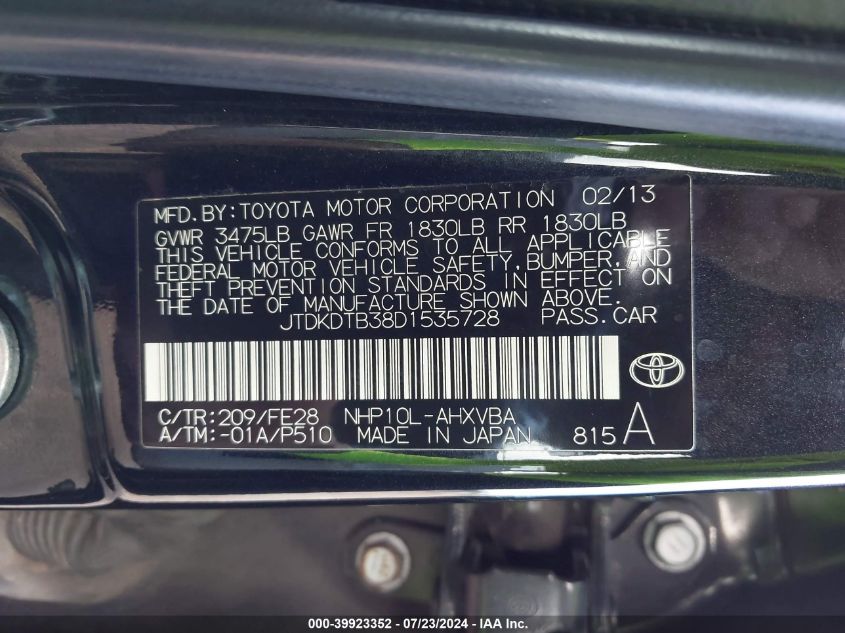 MFD. BY: TOYOTA MOTOR CORPORATION 02/13
GVWR 3475LB GAWR FR 1830LB RR 1830LB
THIS VEHICLE CONFORMS TO ALL APPLICABLE
FEDERAL MOTOR VEHICLE SAFETY, BUMPER, AND
THEFT PREVENTION STANDARDS IN EFFECT ON
THE DATE OF MANUFACTURE SHOWN ABOVE.
JTDKDTB38D1535728 PASS. CAR
C/TR: 209/FE28 NHP10L-AHXVBA
A/TM: -01A/P510 MADE IN JAPAN 815 A
000-39923352 / 07/23/2024 - IAA Inc.